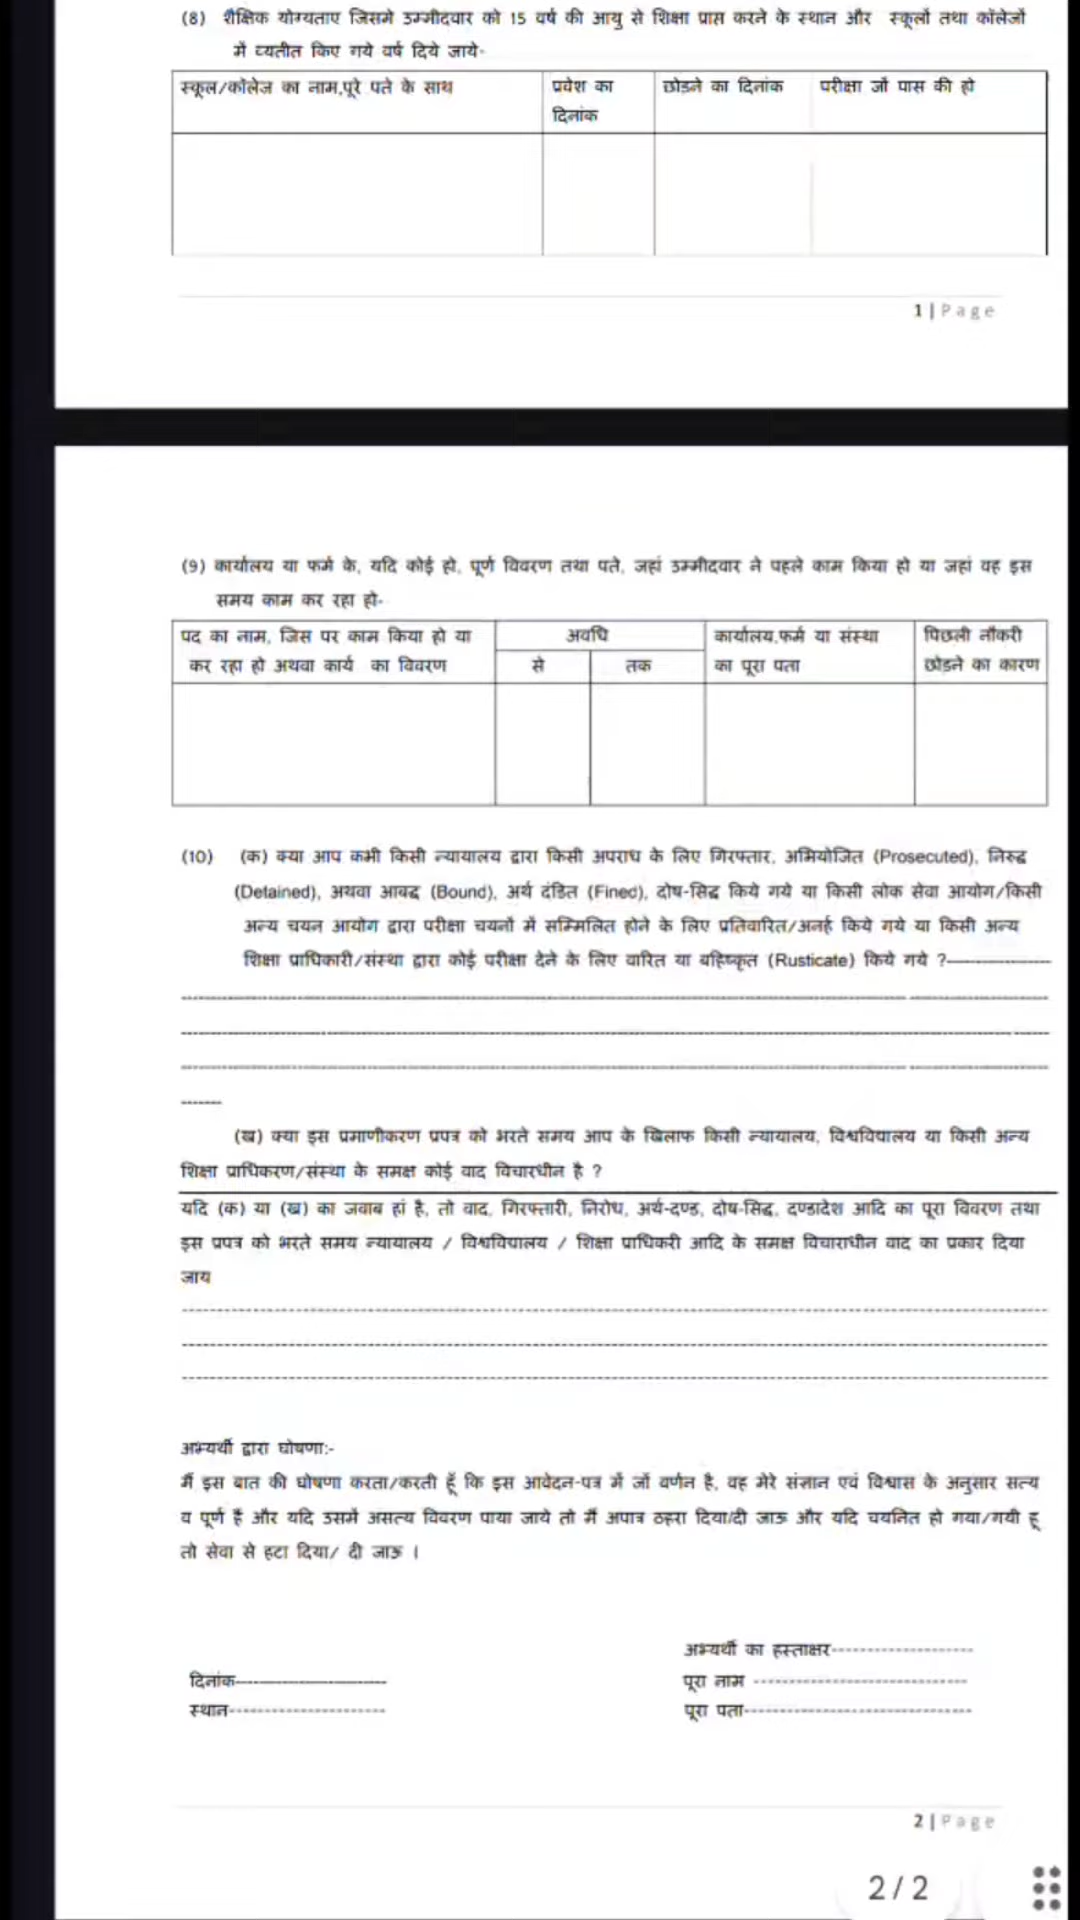 (8) शैक्षिक योग्यताए जिसमे उम्मीदवार को 15 वर्ष की आयु से शिक्षा प्राप्त करने के स्थान और स्कूलों तथा कॉलेजों
में व्यतीत किए गये वर्ष दिये जाये-
स्कूल/कॉलेज का नाम,पूरे पते के साथ
प्रवेश का
दिनांक
छोडने का दिनांक
परीक्षा जों पास की हो
1 | Page
(9) कार्यालय या फर्म के, यदि कोई हो, पूर्ण विवरण तथा पते, जहां उम्मीदवार ने पहले काम किया हो या जहां वह इस
समय काम कर रहा हो-
पद का नाम, जिस पर काम किया हो या
कर रहा हो अथवा कार्य का विवरण
अवधि
से
तक
कार्यालय,फर्म या संस्था
का पूरा पता
पिछली नौकरी
छोडने का कारण
(10) (क) क्या आप कभी किसी न्यायालय द्वारा किसी अपराध के लिए गिरफ्तार, अभियोजित (Prosecuted), निरुद्ध
(Detained), अथवा आबद्ध (Bound), अर्थ दंडित (Fined), दोष-सिद्ध किये गये या किसी लोक सेवा आयोग/किसी
अन्य चयन आयोग द्वारा परीक्षा चयनों में सम्मिलित होने के लिए प्रतिवारित/अनर्ह किये गये या किसी अन्य
शिक्षा प्राधिकारी/संस्था द्वारा कोई परीक्षा देने के लिए वारित या बहिष्कृत (Rusticate) किये गये ?
(ख) क्या इस प्रमाणीकरण प्रपत्र को भरते समय आप के खिलाफ किसी न्यायालय, विश्वविद्यालय या किसी अन्य
शिक्षा प्राधिकरण/संस्था के समक्ष कोई वाद विचारधीन है ?
यदि (क) या (ख) का जवाब हां है, तो वाद, गिरफ्तारी, निरोध, अर्थ-दण्ड, दोष-सिद्ध, दण्डादेश आदि का पूरा विवरण तथा
इस प्रपत्र को भरते समय न्यायालय / विश्वविद्यालय / शिक्षा प्राधिकरी आदि के समक्ष विचाराधीन वाद का प्रकार दिया
जाय
अभ्यर्थी द्वारा घोषणा:-
मैं इस बात की घोषणा करता/करती हूँ कि इस आवेदन-पत्र में जों वर्णन है, वह मेरे संज्ञान एवं विश्वास के अनुसार सत्य
व पूर्ण हैं और यदि उसमें असत्य विवरण पाया जाये तो मैं अपात्र ठहरा दिया/दी जाऊ और यदि चयनित हो गया/गयी हू
तो सेवा से हटा दिया/ दी जाऊ ।
अभ्यर्थी का हस्ताक्षर
दिनांक
पूरा नाम
स्थान
पूरा पता
2 | Page
2 / 2